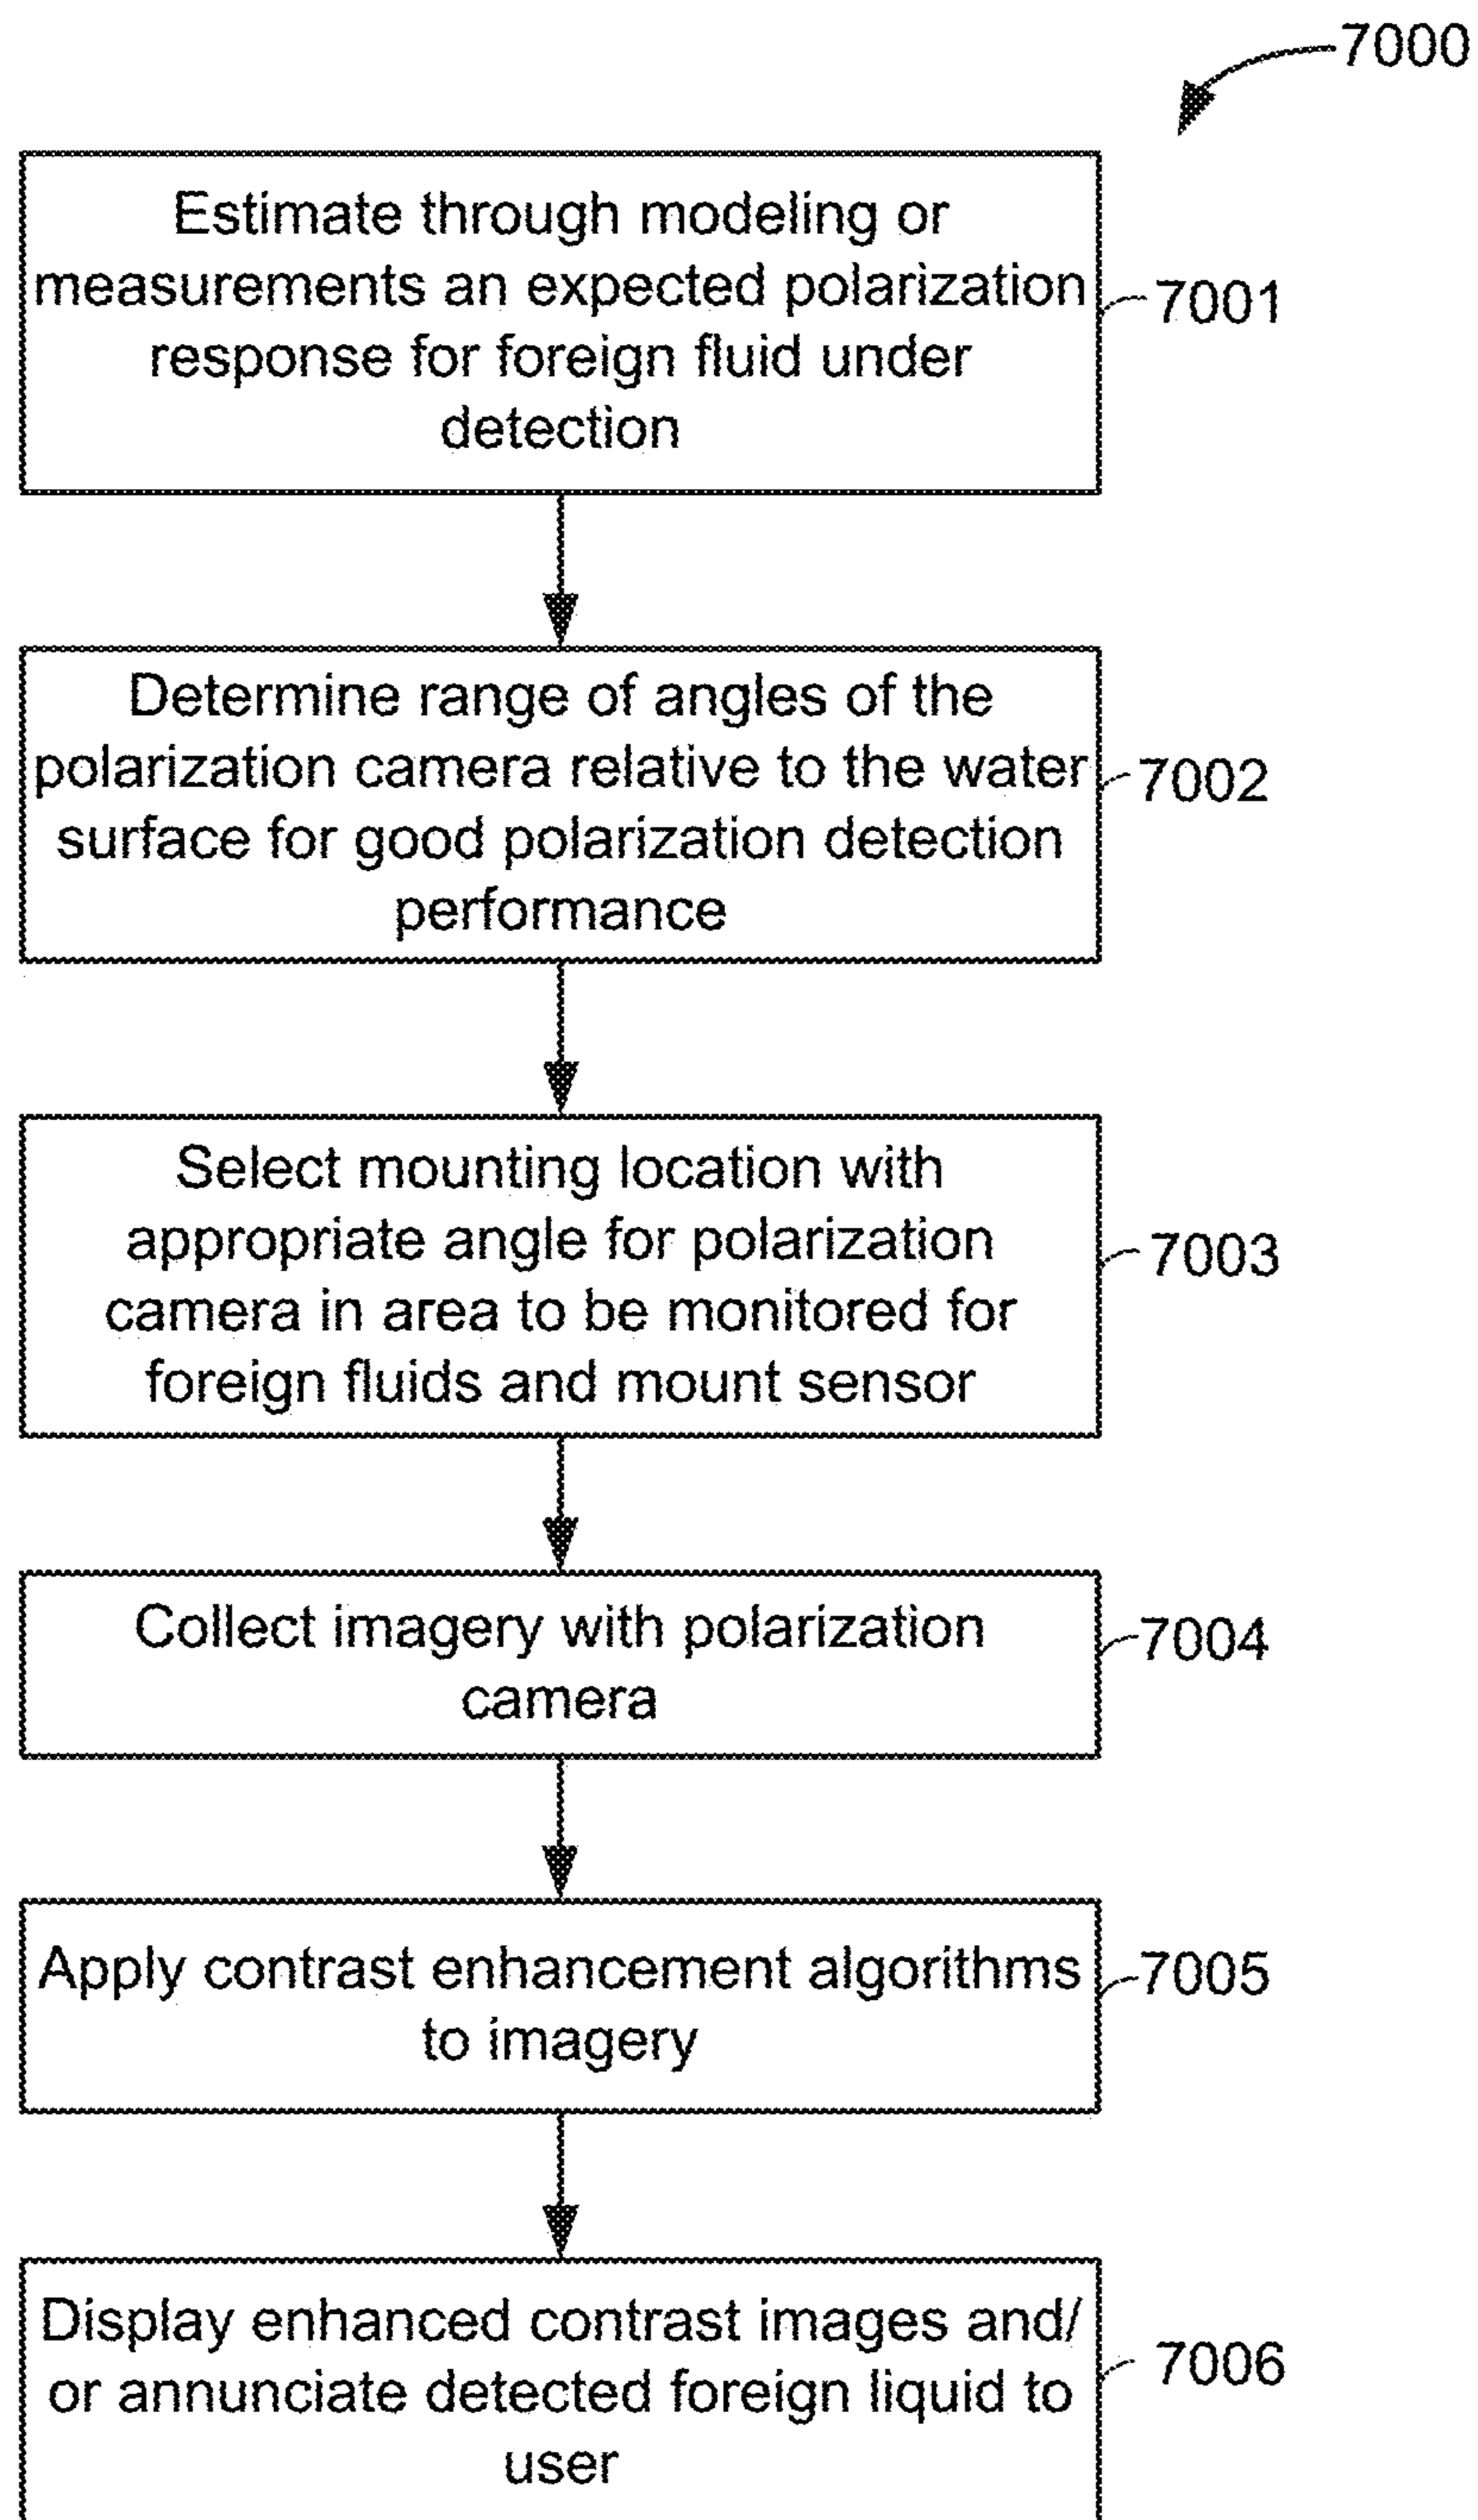 7000
Estimate through modeling or
measurements an expected polarization
response for foreign fluid under
detection
7001
Determine range of angles of the
polarization camera relative to the water
surface for good polarization detection
performance
7002
Select mounting location with
appropriate angle for polarization
camera in area to be monitored for
foreign fluids and mount sensor
7003
Collect imagery with polarization
camera
7004
Apply contrast enhancement algorithms
to imagery
7005
Display enhanced contrast images and/
or annunciate detected foreign liquid to
user
7006